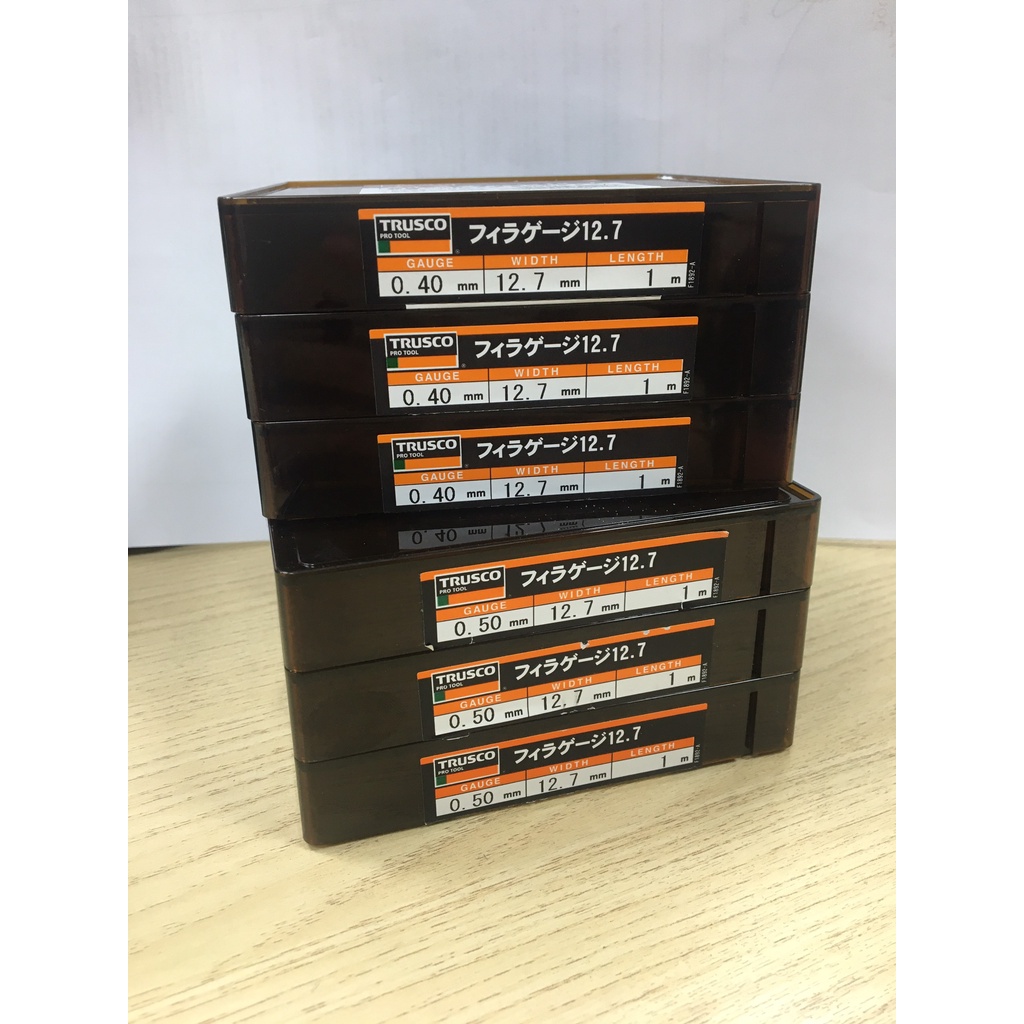 TRUSCO
PRO TOOL
フィラゲージ12.7
GAUGE WIDTH LENGTH
0.40 mm 12.7 mm 1 m
F1892-A
TRUSCO
PRO TOOL
フィラゲージ12.7
GAUGE WIDTH LENGTH
0.40 mm 12.7 mm 1 m
F1892-A
TRUSCO
PRO TOOL
フィラゲージ12.7
GAUGE WIDTH LENGTH
0.40 mm 12.7 mm 1 m
F1892-A
TRUSCO
PRO TOOL
フィラゲージ12.7
GAUGE WIDTH LENGTH
0.50 mm 12.7 mm 1 m
F1892-A
TRUSCO
PRO TOOL
フィラゲージ12.7
GAUGE WIDTH LENGTH
0.50 mm 12.7 mm 1 m
F1892-A
TRUSCO
PRO TOOL
フィラゲージ12.7
GAUGE WIDTH LENGTH
0.50 mm 12.7 mm 1 m
F1892-A